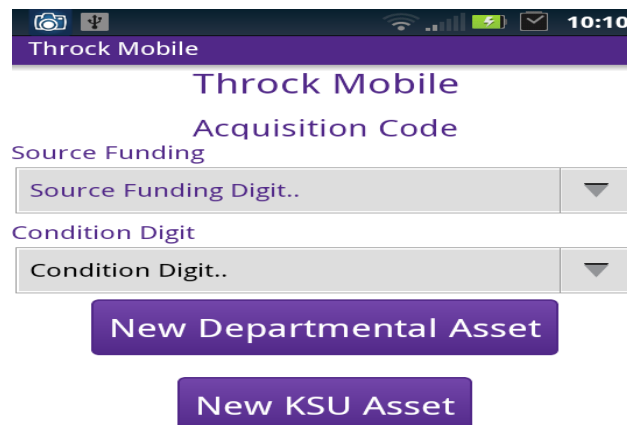 10:10
Throck Mobile
Throck Mobile
Acquisition Code
Source Funding
Source Funding Digit..
Condition Digit
Condition Digit..
New Departmental Asset
New KSU Asset